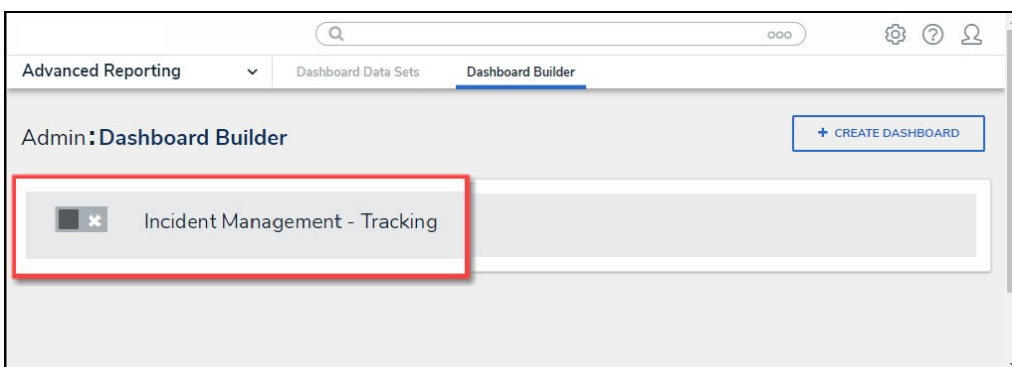 Advanced Reporting
Dashboard Data Sets
Dashboard Builder
Admin:Dashboard Builder
+ CREATE DASHBOARD
Incident Management - Tracking